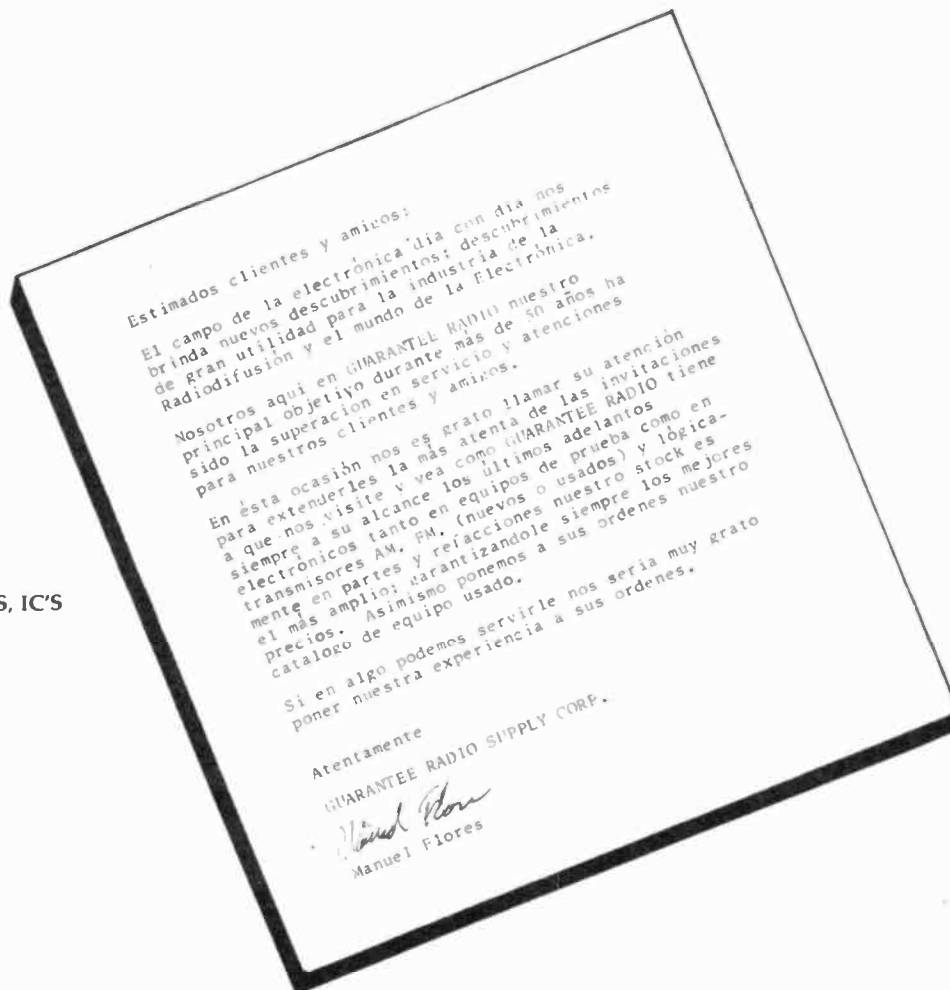 Estimados clientes y amigos:
El campo de la electrónica dia con dia nos
brinda nuevos descubrimientos; descubrimientos
de gran utilidad para la industria de la
Radiodifusión y el mundo de la Electrónica.
Nosotros aqui en GUARANTEE RADIO nuestro
principal objetivo durante más de 50 años ha
sido la superacion en servicio y atenciones
para nuestros clientes y amigos.
En ésta ocasión nos es grato llamar su atención
para extenderles la más atenta de las invitaciones
a que nos visite y vea como GUARANTEE RADIO tiene
siempre a su alcance los últimos adelantos
electrónicos tanto en equipos de prueba como en
transmisores AM. FM. (nuevos o usados) y lógica-
mente en partes y refacciones nuestro stock es
el más amplio; garantizandole siempre los mejores
precios. Asimismo ponemos a sus ordenes nuestro
catalogo de equipo usado.
S, IC'S
Si en algo podemos servirle nos seria muy grato
poner nuestra experiencia a sus ordenes.
Atentamente
GUARANTEE RADIO SUPPLY CORP.
Manuel Flores
Manuel Flores